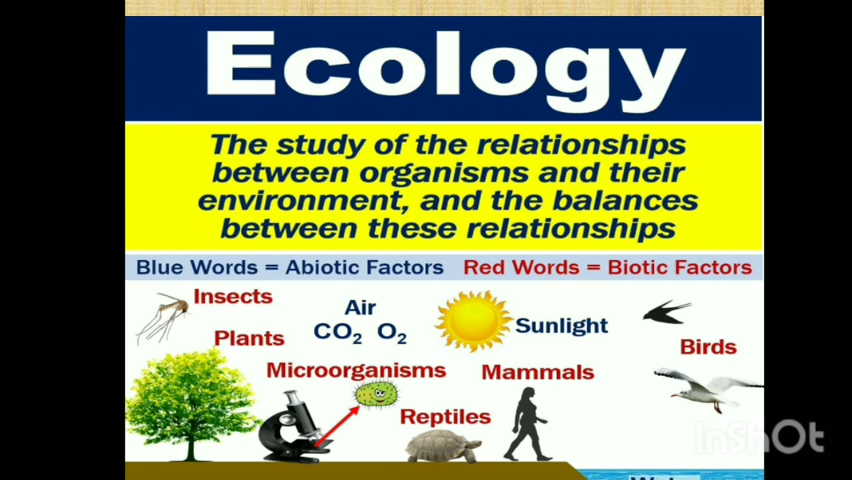 Ecology
The study of the relationships
between organisms and their
environment, and the balances
between these relationships
Blue Words = Abiotic Factors Red Words = Biotic Factors
Insects
Air
CO₂ O₂
Sunlight
Plants
Birds
Microorganisms
Mammals
Reptiles
InShOt